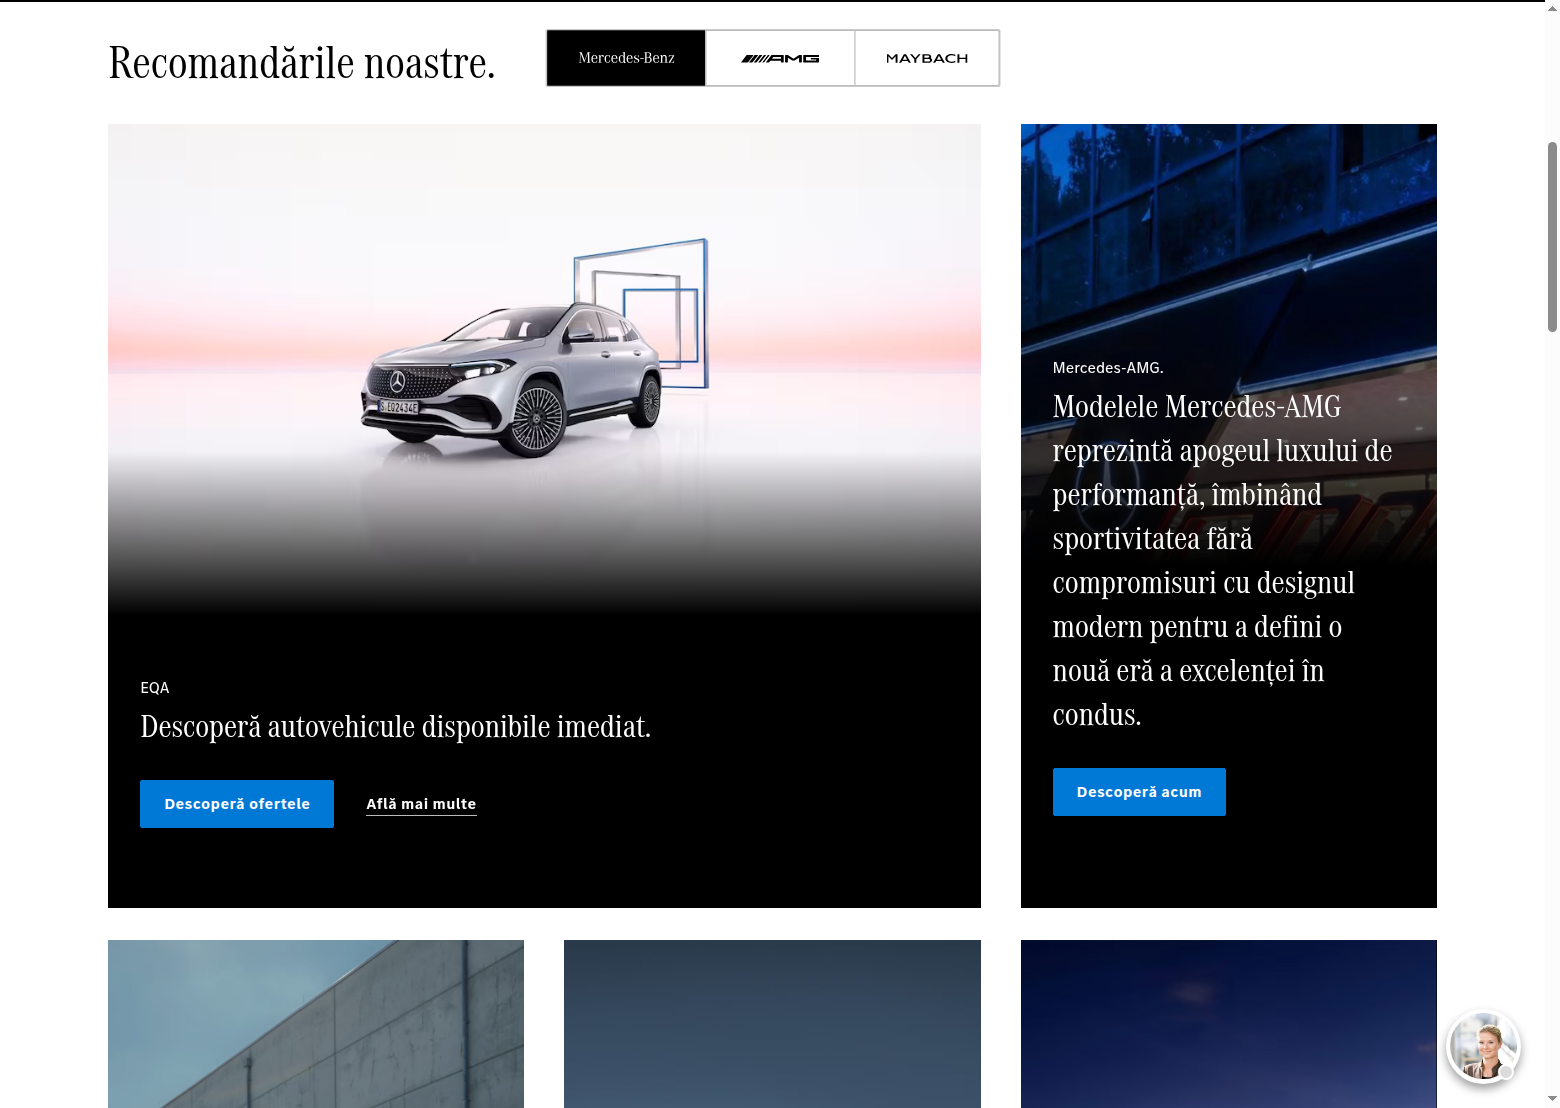 Recomandările noastre.
Mercedes-Benz
AMG
MAYBACH
S EQ2434E
EQA
Descoperă autovehicule disponibile imediat.
Descoperă ofertele
Află mai multe
Mercedes-AMG.
Modelele Mercedes-AMG
reprezintă apogeul luxului de
performanță, îmbinând
sportivitatea fără
compromisuri cu designul
modern pentru a defini o
nouă eră a excelenței în
condus.
Descoperă acum